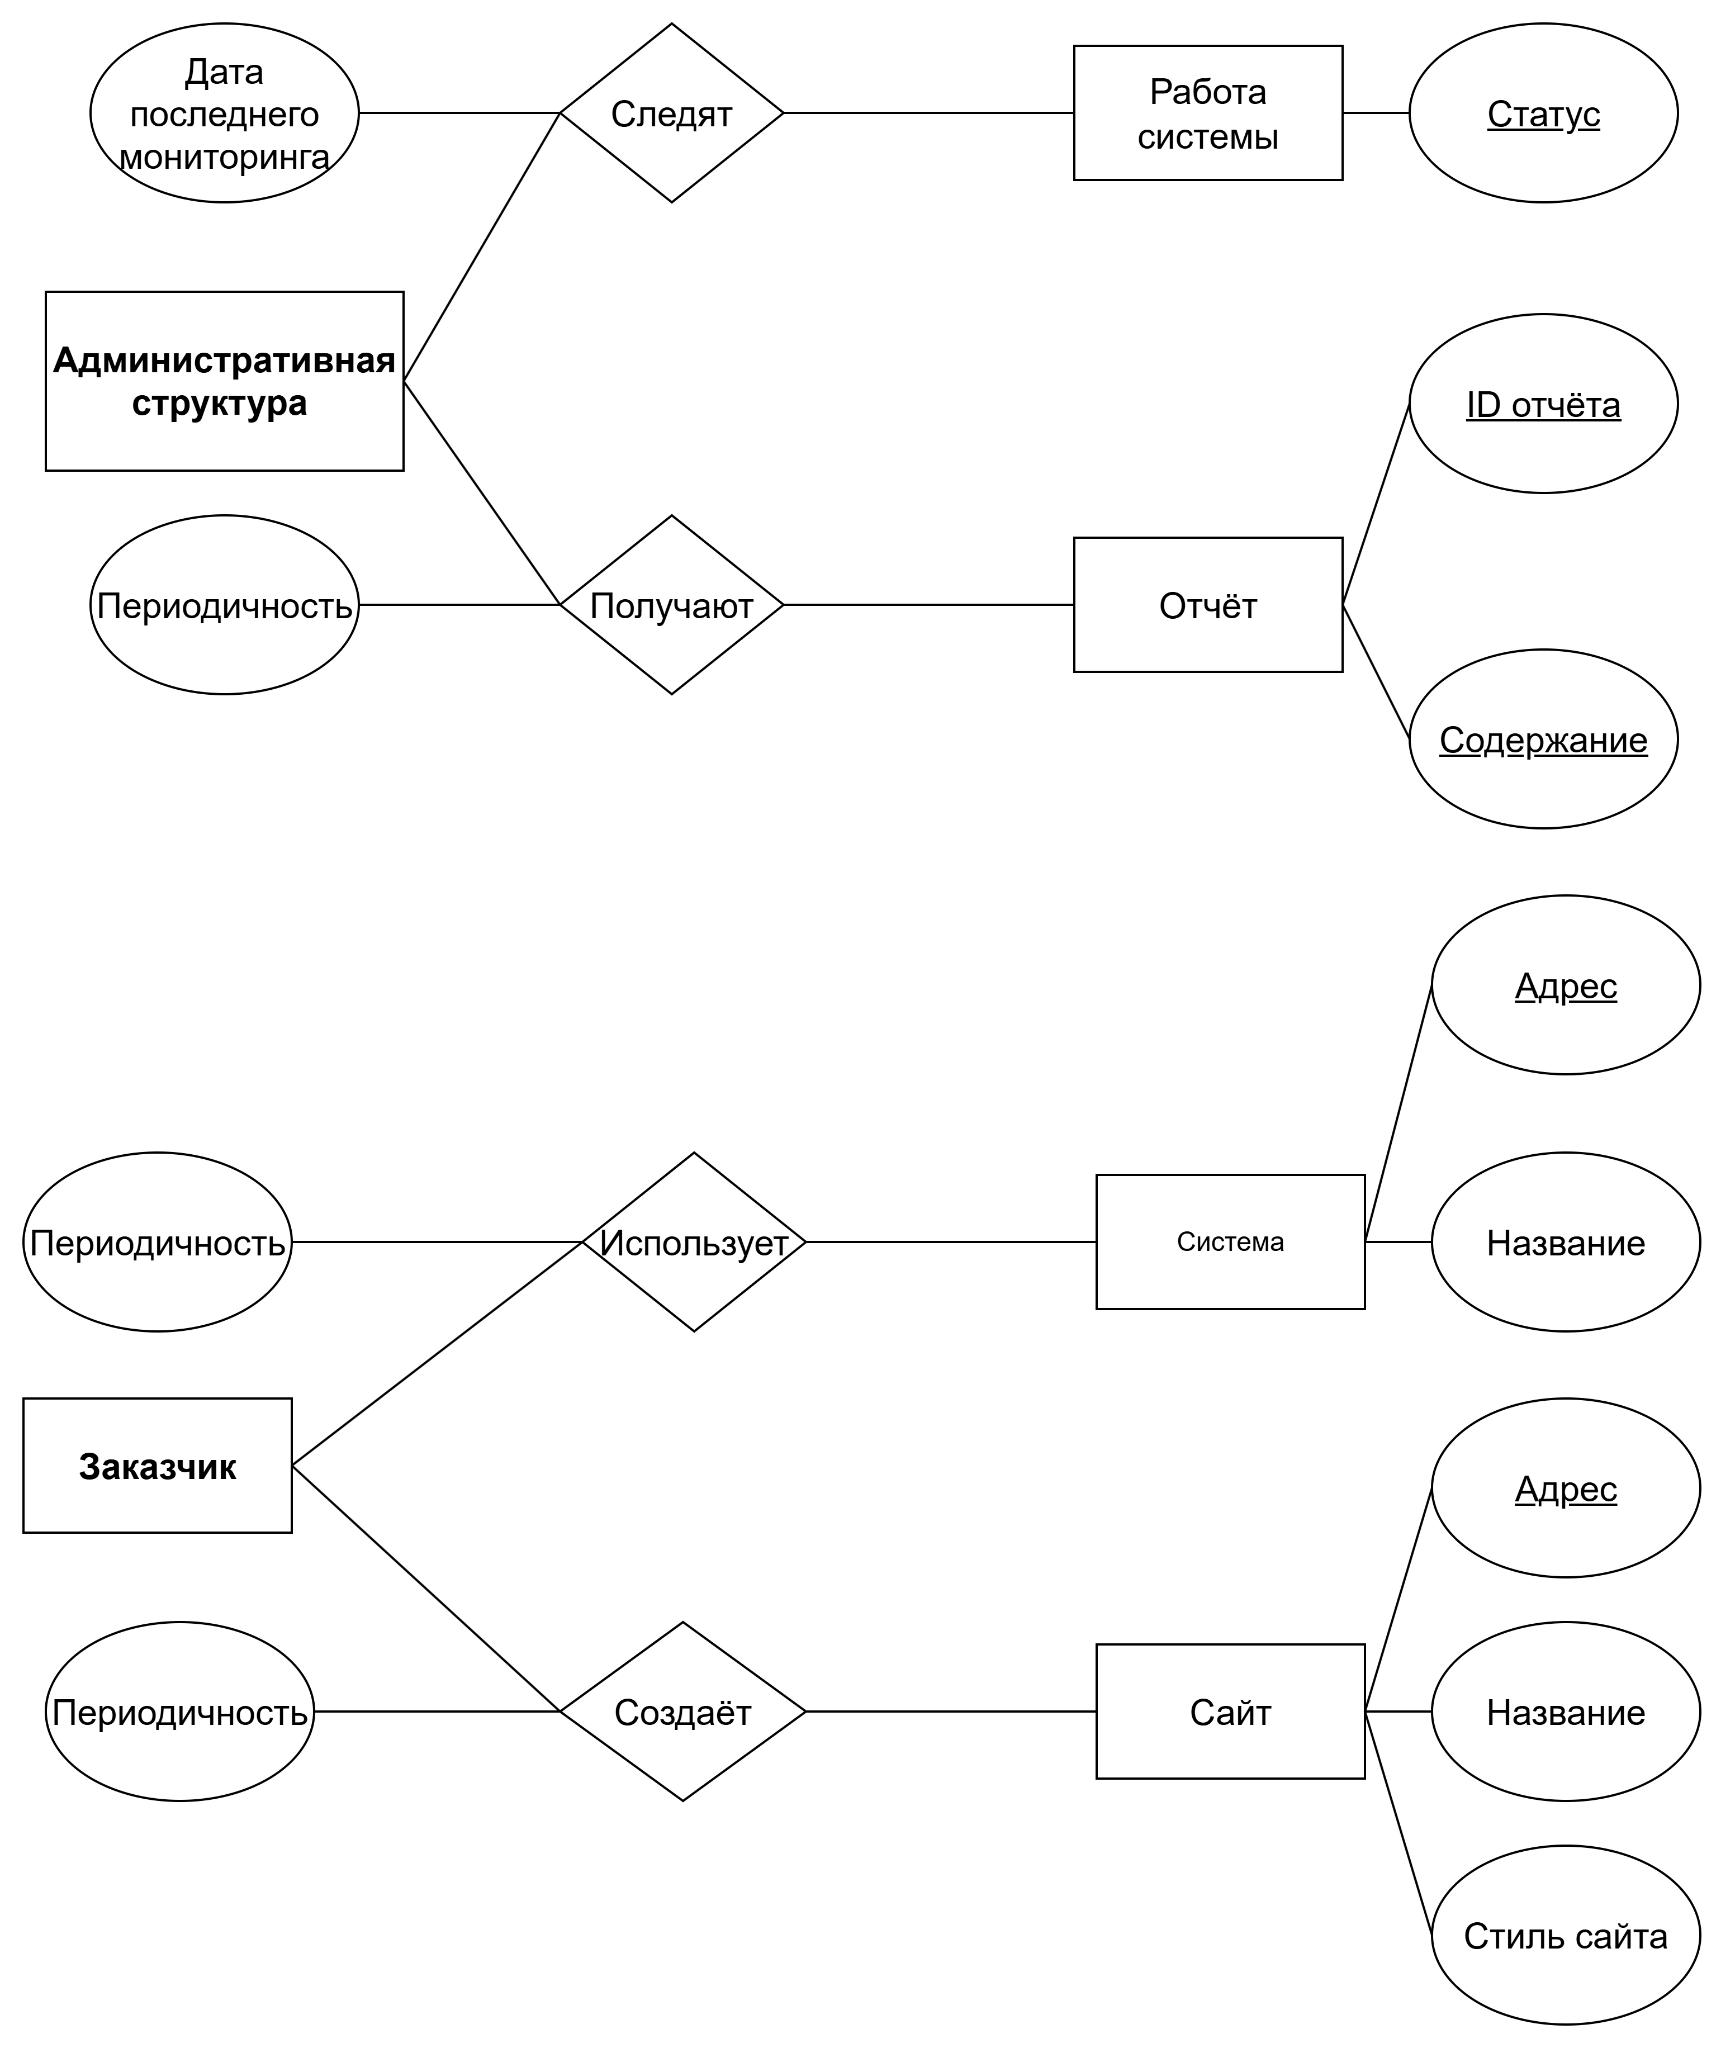 Дата
последнего
мониторинга
Следят
Работа
системы
Статус
Административная
структура
ID отчёта
Периодичность
Получают
Отчёт
Содержание
Адрес
Периодичность
Использует
Система
Название
Заказчик
Адрес
Периодичность
Создаёт
Сайт
Название
Стиль сайта